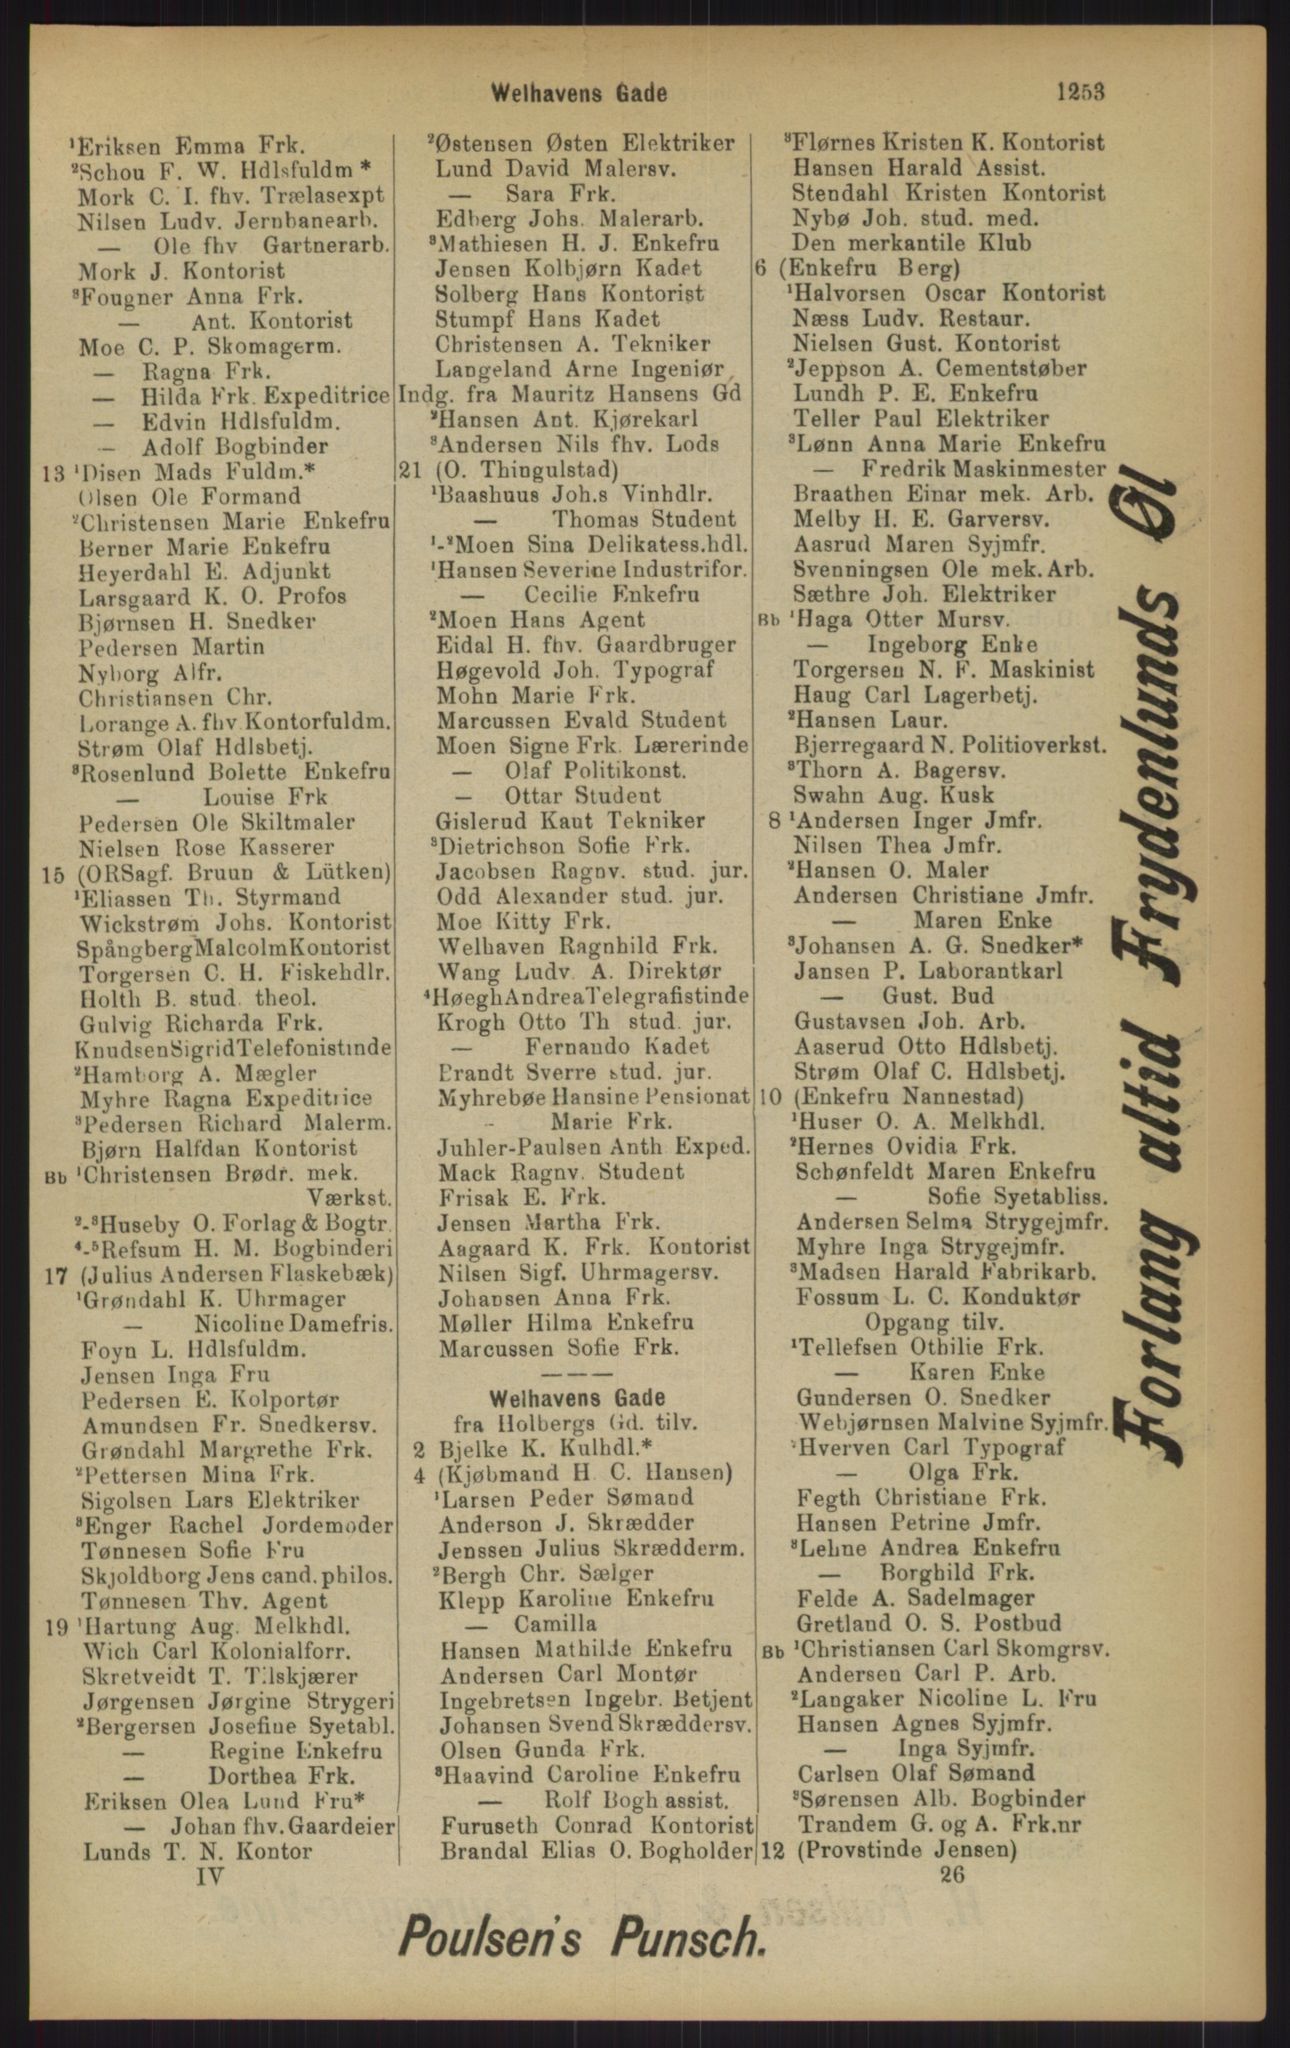 Welhavens Gade 1253
¹Eriksen Emma Frk.
²Schou F. W. Hdlsfuldm*
Mork C. I. fhv. Trælasexpt
Nilsen Ludv. Jernbanearb.
— Ole fhv Gartnerarb.
Mork J. Kontorist
³Fougner Anna Frk.
— Ant. Kontorist
Moe C. P. Skomagerm.
— Ragna Frk.
— Hilda Frk. Expeditrice
— Edvin Hdlsfuldm.
— Adolf Bogbinder
13 ¹Disen Mads Fuldm.*
Olsen Ole Formand
²Christensen Marie Enkefru
Berner Marie Enkefru
Heyerdahl E. Adjunkt
Larsgaard K. O. Profos
Bjørnsen H. Snedker
Pedersen Martin
Nyborg Alfr.
Christiansen Chr.
Lorange A. fhv. Kontorfuldm.
Strøm Olaf Hdlsbetj.
³Rosenlund Bolette Enkefru
— Louise Frk
Pedersen Ole Skiltmaler
Nielsen Rose Kasserer
15 (ORSagf. Bruun & Lütken)
¹Eliassen Th. Styrmand
Wickstrøm Johs. Kontorist
Spångberg Malcolm Kontorist
Torgersen C. H. Fiskehdlr.
Holth B. stud. theol.
Gulvig Richarda Frk.
Knudsen Sigrid Telefonistinde
²Hamborg A. Mægler
Myhre Ragna Expeditrice
³Pedersen Richard Malerm.
Bjørn Halfdan Kontorist
Bb ¹Christensen Brødr. mek.
Værkst.
²-³Huseby O. Forlag & Bogtr.
⁴-⁵Refsum H. M. Bogbinderi
17 (Julius Andersen Flaskebæk)
¹Grøndahl K. Uhrmager
— Nicoline Damefris.
Foyn L. Hdlsfuldm.
Jensen Inga Fru
Pedersen E. Kolportør
Amundsen Fr. Snedkersv.
Grøndahl Margrethe Frk.
²Pettersen Mina Frk.
Sigolsen Lars Elektriker
³Enger Rachel Jordemoder
Tønnesen Sofie Fru
Skjoldborg Jens cand. philos.
Tønnesen Thv. Agent
19 ¹Hartung Aug. Melkhdl.
Wich Carl Kolonialforr.
Skretveidt T. Tilskjærer
Jørgensen Jørgine Strygeri
²Bergersen Josefine Syetabl.
— Regine Enkefru
— Dorthea Frk.
Eriksen Olea Lund Fru*
— Johan fhv. Gaardeier
Lunds T. N. Kontor
²Østensen Østen Elektriker
Lund David Malersv.
— Sara Frk.
Edberg Johs. Malerarb.
³Mathiesen H. J. Enkefru
Jensen Kolbjørn Kadet
Solberg Hans Kontorist
Stumpf Hans Kadet
Christensen A. Tekniker
Langeland Arne Ingeniør
Indg. fra Mauritz Hansens Gd
²Hansen Ant. Kjørekarl
³Andersen Nils fhv. Lods
21 (O. Thingulstad)
¹Baashuus Joh.s Vinhdlr.
— Thomas Student
¹-²Moen Sina Delikatess.hdl.
¹Hansen Severine Industrifor.
— Cecilie Enkefru
²Moen Hans Agent
Eidal H. fhv. Gaardbruger
Høgevold Joh. Typograf
Mohn Marie Frk.
Marcussen Evald Student
Moen Signe Frk. Lærerinde
— Olaf Politikonst.
— Ottar Student
Gislerud Kaut Tekniker
³Dietrichson Sofie Frk.
Jacobsen Ragnv. stud. jur.
Odd Alexander stud. jur.
Moe Kitty Frk.
Welhaven Ragnhild Frk.
Wang Ludv. A. Direktør
⁴Høegh Andrea Telegrafistinde
Krogh Otto Th stud. jur.
— Fernando Kadet
Brandt Sverre stud. jur.
Myhrebøe Hansine Pensionat
— Marie Frk.
Juhler-Paulsen Anth Exped.
Mack Ragnv. Student
Frisak E. Frk.
Jensen Martha Frk.
Aagaard K. Frk. Kontorist
Nilsen Sigf. Uhrmagersv.
Johansen Anna Frk.
Møller Hilma Enkefru
Marcussen Sofie Frk.
———
Welhavens Gade
fra Holbergs Gd. tilv.
2 Bjelke K. Kulhdl.*
4 (Kjøbmand H. C. Hansen)
¹Larsen Peder Sømand
Anderson J. Skrædder
Jenssen Julius Skrædderm.
²Bergh Chr. Sælger
Klepp Karoline Enkefru
— Camilla
Hansen Mathilde Enkefru
Andersen Carl Montør
Ingebretsen Ingebr. Betjent
Johansen Svend Skræddersv.
Olsen Gunda Frk.
³Haavind Caroline Enkefru
— Rolf Bogh assist.
Furuseth Conrad Kontorist
Brandal Elias O. Bogholder
³Flørnes Kristen K. Kontorist
Hansen Harald Assist.
Stendahl Kristen Kontorist
Nybø Joh. stud. med.
Den merkantile Klub
6 (Enkefru Berg)
¹Halvorsen Oscar Kontorist
Næss Ludv. Restaur.
Nielsen Gust. Kontorist
²Jeppson A. Cementstøber
Lundh P. E. Enkefru
Teller Paul Elektriker
³Lønn Anna Marie Enkefru
— Fredrik Maskinmester
Braathen Einar mek. Arb.
Melby H. E. Garversv.
Aasrud Maren Syjmfr.
Svenningsen Ole mek. Arb.
Sæthre Joh. Elektriker
Bb ¹Haga Otter Mursv.
— Ingeborg Enke
Torgersen N. F. Maskinist
Haug Carl Lagerbetj.
²Hansen Laur.
Bjerregaard N. Politioverkst.
³Thorn A. Bagersv.
Swahn Aug. Kusk
8 ¹Andersen Inger Jmfr.
Nilsen Thea Jmfr.
²Hansen O. Maler
Andersen Christiane Jmfr.
— Maren Enke
³Johansen A. G. Snedker*
Jansen P. Laborantkarl
— Gust. Bud
Gustavsen Joh. Arb.
Aaserud Otto Hdlsbetj.
Strøm Olaf C. Hdlsbetj.
10 (Enkefru Nannestad)
¹Huser O. A. Melkhdl.
²Hernes Ovidia Frk.
Schønfeldt Maren Enkefru
— Sofie Syetabliss.
Andersen Selma Strygejmfr.
Myhre Inga Strygejmfr.
³Madsen Harald Fabrikarb.
Fossum L. C. Konduktør
Opgang tilv.
¹Tellefsen Othilie Frk.
— Karen Enke
Gundersen O. Snedker
Webjørnsen Malvine Syjmfr.
²Hverven Carl Typograf
— Olga Frk.
Fegth Christiane Frk.
Hansen Petrine Jmfr.
³Lehne Andrea Enkefru
— Borghild Frk.
Felde A. Sadelmager
Gretland O. S. Postbud
Bb ¹Christiansen Carl Skomgrsv.
Andersen Carl P. Arb.
²Langaker Nicoline L. Fru
Hansen Agnes Syjmfr.
— Inga Syjmfr.
Carlsen Olaf Sømand
³Sørensen Alb. Bogbinder
Trandem G. og A. Frk.nr
12 (Provstinde Jensen)
IV 26
Forlang altid Frydenlunds Øl
Poulsen's Punsch.